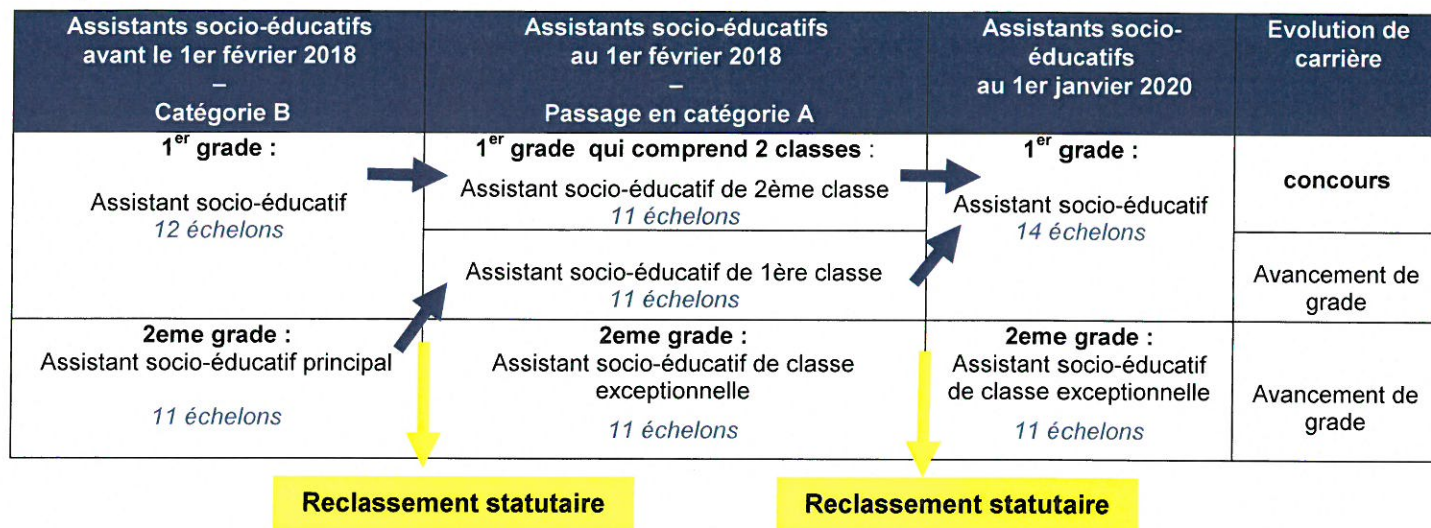 Assistants socio-éducatifs
avant le 1er février 2018
–
Catégorie B
Assistants socio-éducatifs
au 1er février 2018
–
Passage en catégorie A
Assistants socio-
éducatifs
au 1er janvier 2020
Evolution de
carrière
1er grade :
Assistant socio-éducatif
12 échelons
1er grade qui comprend 2 classes :
Assistant socio-éducatif de 2ème classe
11 échelons
1er grade :
Assistant socio-éducatif
14 échelons
concours
Assistant socio-éducatif de 1ère classe
11 échelons
Avancement de
grade
2eme grade :
Assistant socio-éducatif principal
11 échelons
2eme grade :
Assistant socio-éducatif de classe
exceptionnelle
11 échelons
2eme grade :
Assistant socio-éducatif
de classe exceptionnelle
11 échelons
Avancement de
grade
Reclassement statutaire
Reclassement statutaire